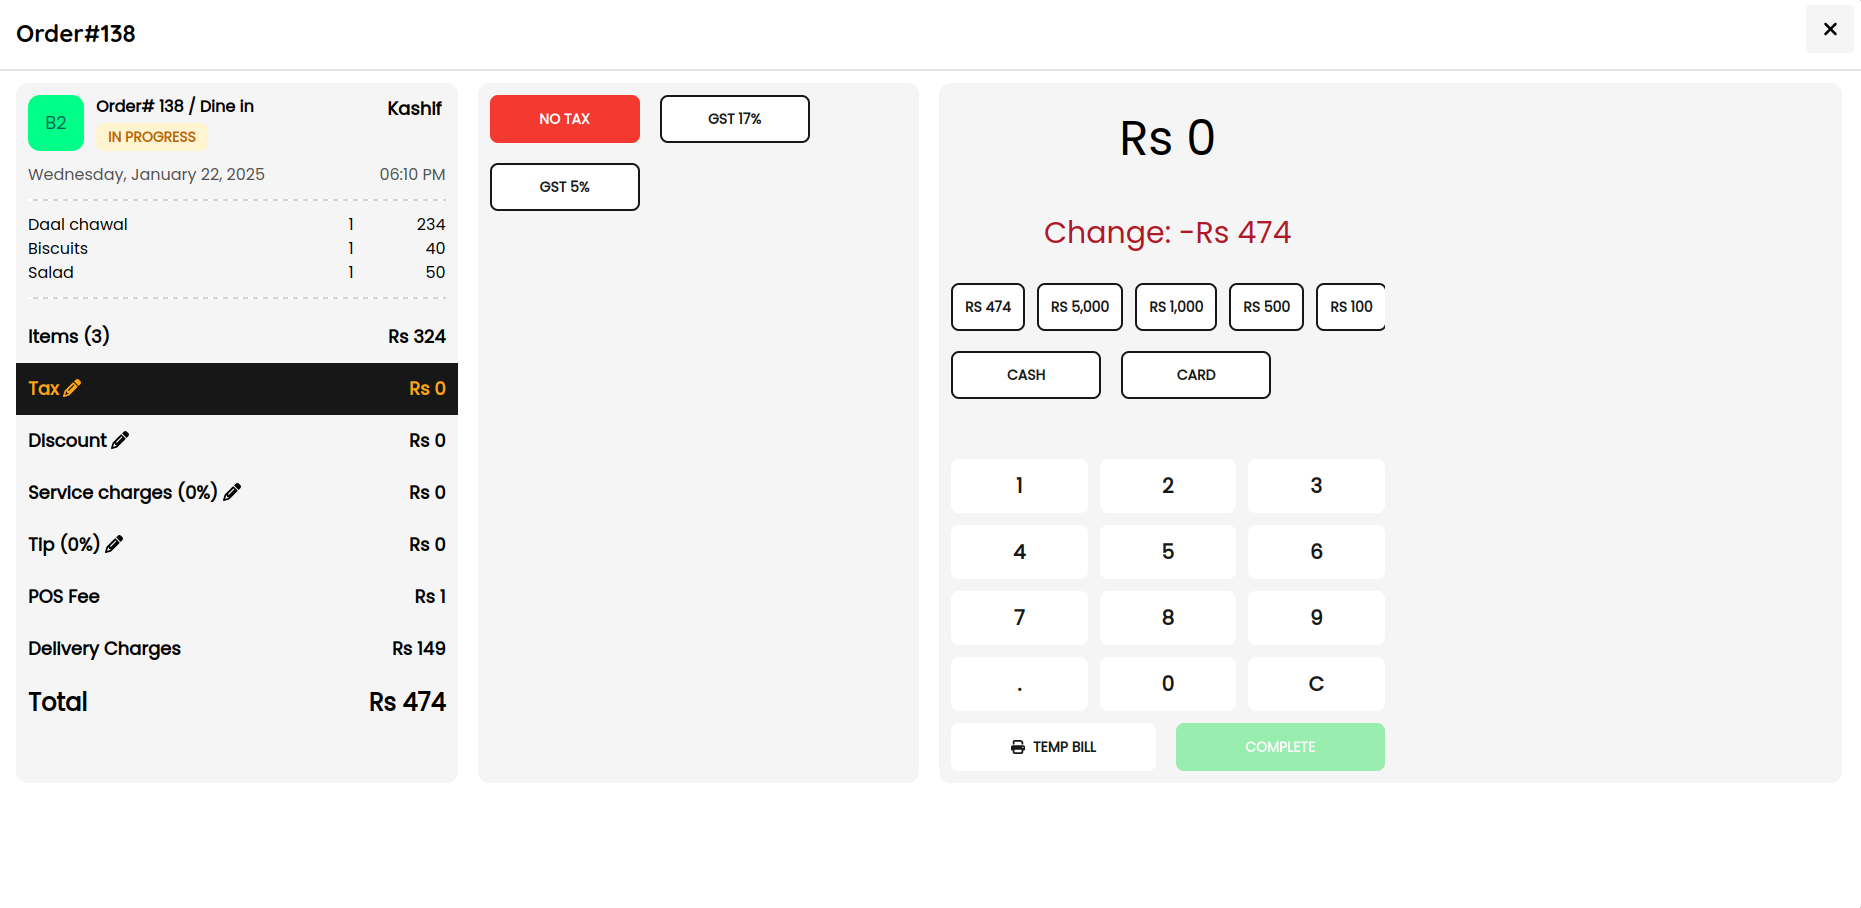 Order#138
B2
Order# 138 / Dine in
Kashif
IN PROGRESS
Wednesday, January 22, 2025 06:10 PM
Daal chawal 1 234
Biscuits 1 40
Salad 1 50
Items (3) Rs 324
Tax Rs 0
Discount Rs 0
Service charges (0%) Rs 0
Tip (0%) Rs 0
POS Fee Rs 1
Delivery Charges Rs 149
Total Rs 474
NO TAX GST 17%
GST 5%
Rs 0
Change: -Rs 474
RS 474 RS 5,000 RS 1,000 RS 500 RS 100
CASH CARD
1 2 3
4 5 6
7 8 9
. 0 C
TEMP BILL COMPLETE